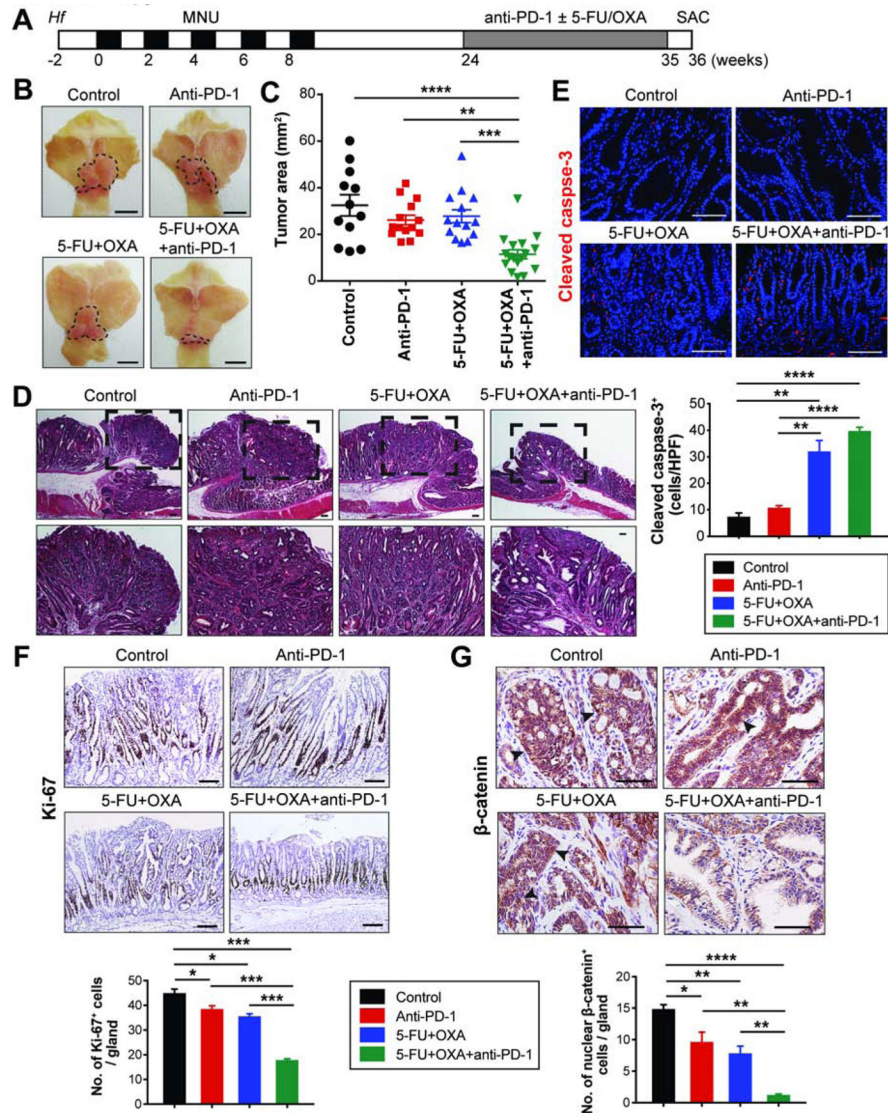 A
Hf
MNU
anti-PD-1 ± 5-FU/OXA
SAC
-2 0 2 4 6 8 24 35 36 (weeks)
B
Control
Anti-PD-1
5-FU+OXA
5-FU+OXA
+anti-PD-1
C
****
**
***
Tumor area (mm²)
80
60
40
20
0
Control
Anti-PD-1
5-FU+OXA
5-FU+OXA
+anti-PD-1
E
Control
Anti-PD-1
5-FU+OXA
5-FU+OXA+anti-PD-1
Cleaved caspse-3
****
**
****
**
Cleaved caspase-3⁺
(cells/HPF)
50
40
30
20
10
0
Control
Anti-PD-1
5-FU+OXA
5-FU+OXA+anti-PD-1
D
Control
Anti-PD-1
5-FU+OXA
5-FU+OXA+anti-PD-1
F
Control
Anti-PD-1
5-FU+OXA
5-FU+OXA+anti-PD-1
Ki-67
***
*
*
***
***
No. of Ki-67⁺ cells
/ gland
50
40
30
20
10
0
Control
Anti-PD-1
5-FU+OXA
5-FU+OXA+anti-PD-1
G
Control
Anti-PD-1
5-FU+OXA
5-FU+OXA+anti-PD-1
β-catenin
****
**
*
**
**
No. of nuclear β-catenin⁺
cells / gland
20
15
10
5
0